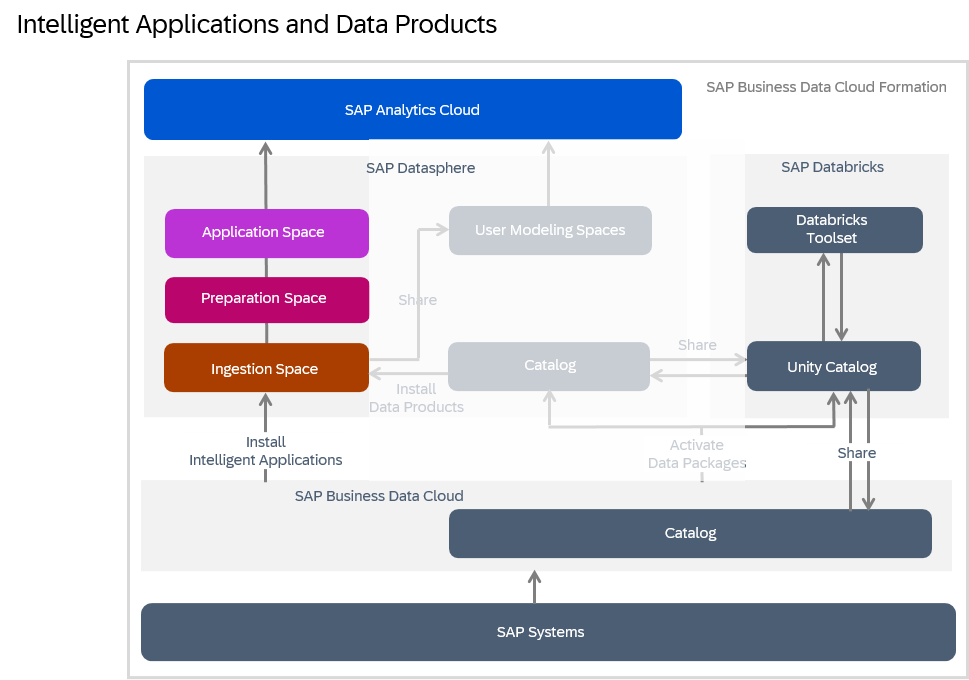 Intelligent Applications and Data Products
SAP Business Data Cloud Formation
SAP Analytics Cloud
SAP Datasphere
SAP Databricks
Application Space
User Modeling Spaces
Databricks
Toolset
Preparation Space
Share
Ingestion Space
Catalog
Share
Unity Catalog
Install
Data Products
Install
Intelligent Applications
Activate
Data Packages
Share
SAP Business Data Cloud
Catalog
SAP Systems